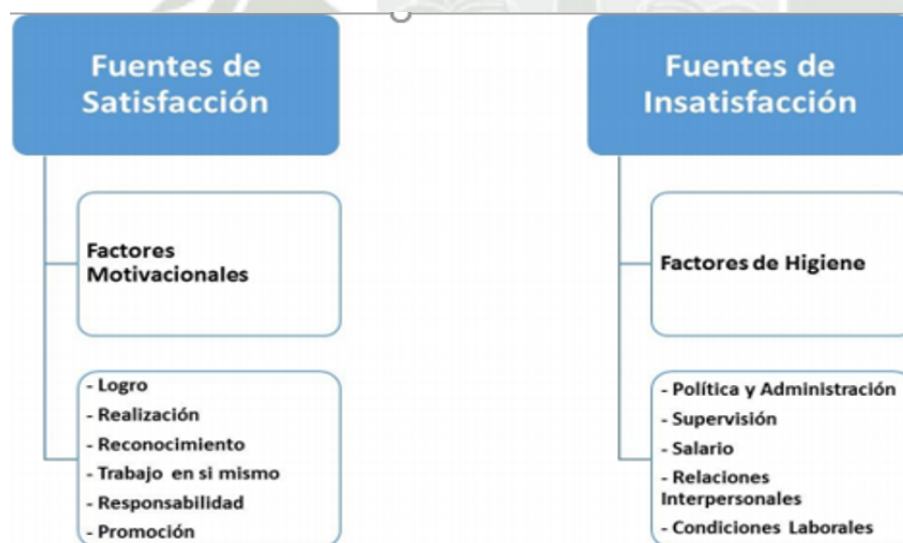 Fuentes de
Satisfacción
Factores
Motivacionales
- Logro
- Realización
- Reconocimiento
- Trabajo en si mismo
- Responsabilidad
- Promoción
Fuentes de
Insatisfacción
Factores de Higiene
- Política y Administración
- Supervisión
- Salario
- Relaciones
Interpersonales
- Condiciones Laborales